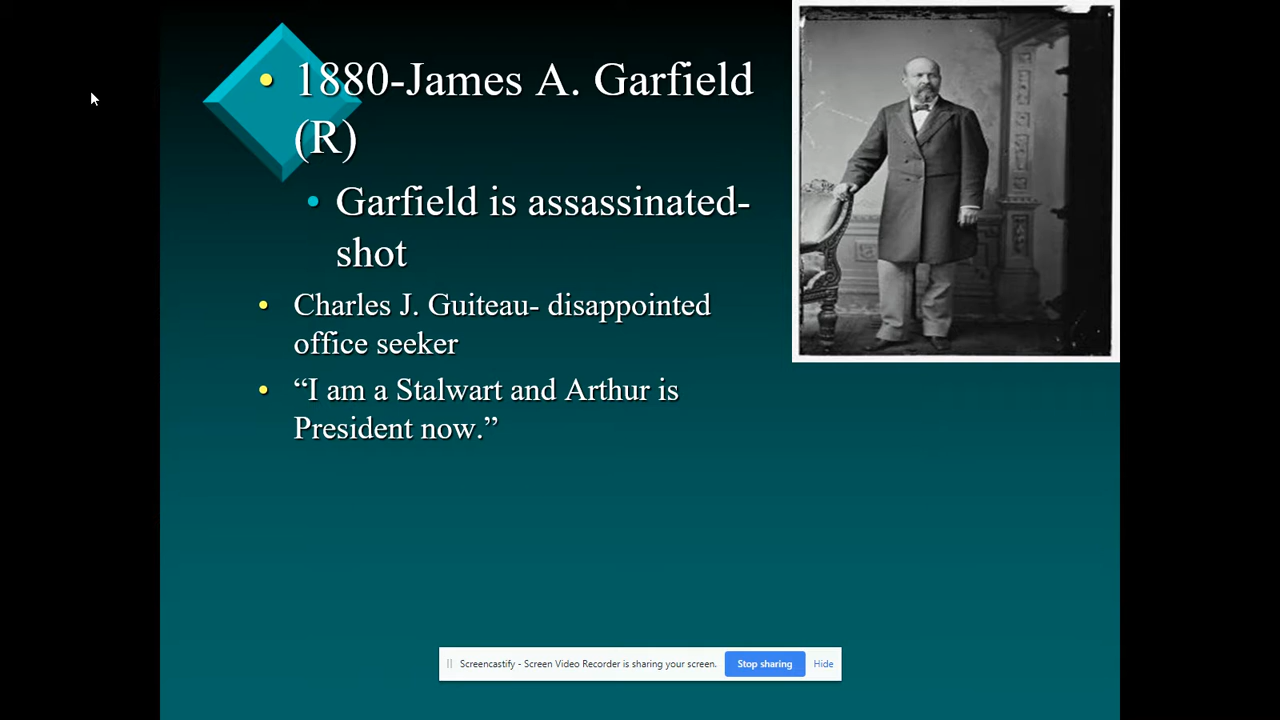 1880-James A. Garfield
(R)
Garfield is assassinated-
shot
Charles J. Guiteau- disappointed
office seeker
“I am a Stalwart and Arthur is
President now.”
Screencastify - Screen Video Recorder is sharing your screen. Stop sharing Hide